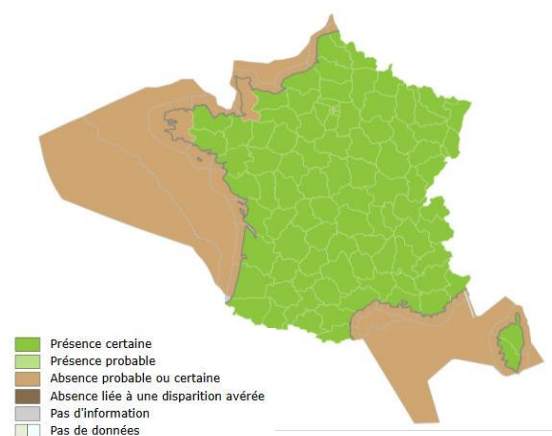 Présence certaine
Présence probable
Absence probable ou certaine
Absence liée à une disparition avérée
Pas d'information
Pas de données